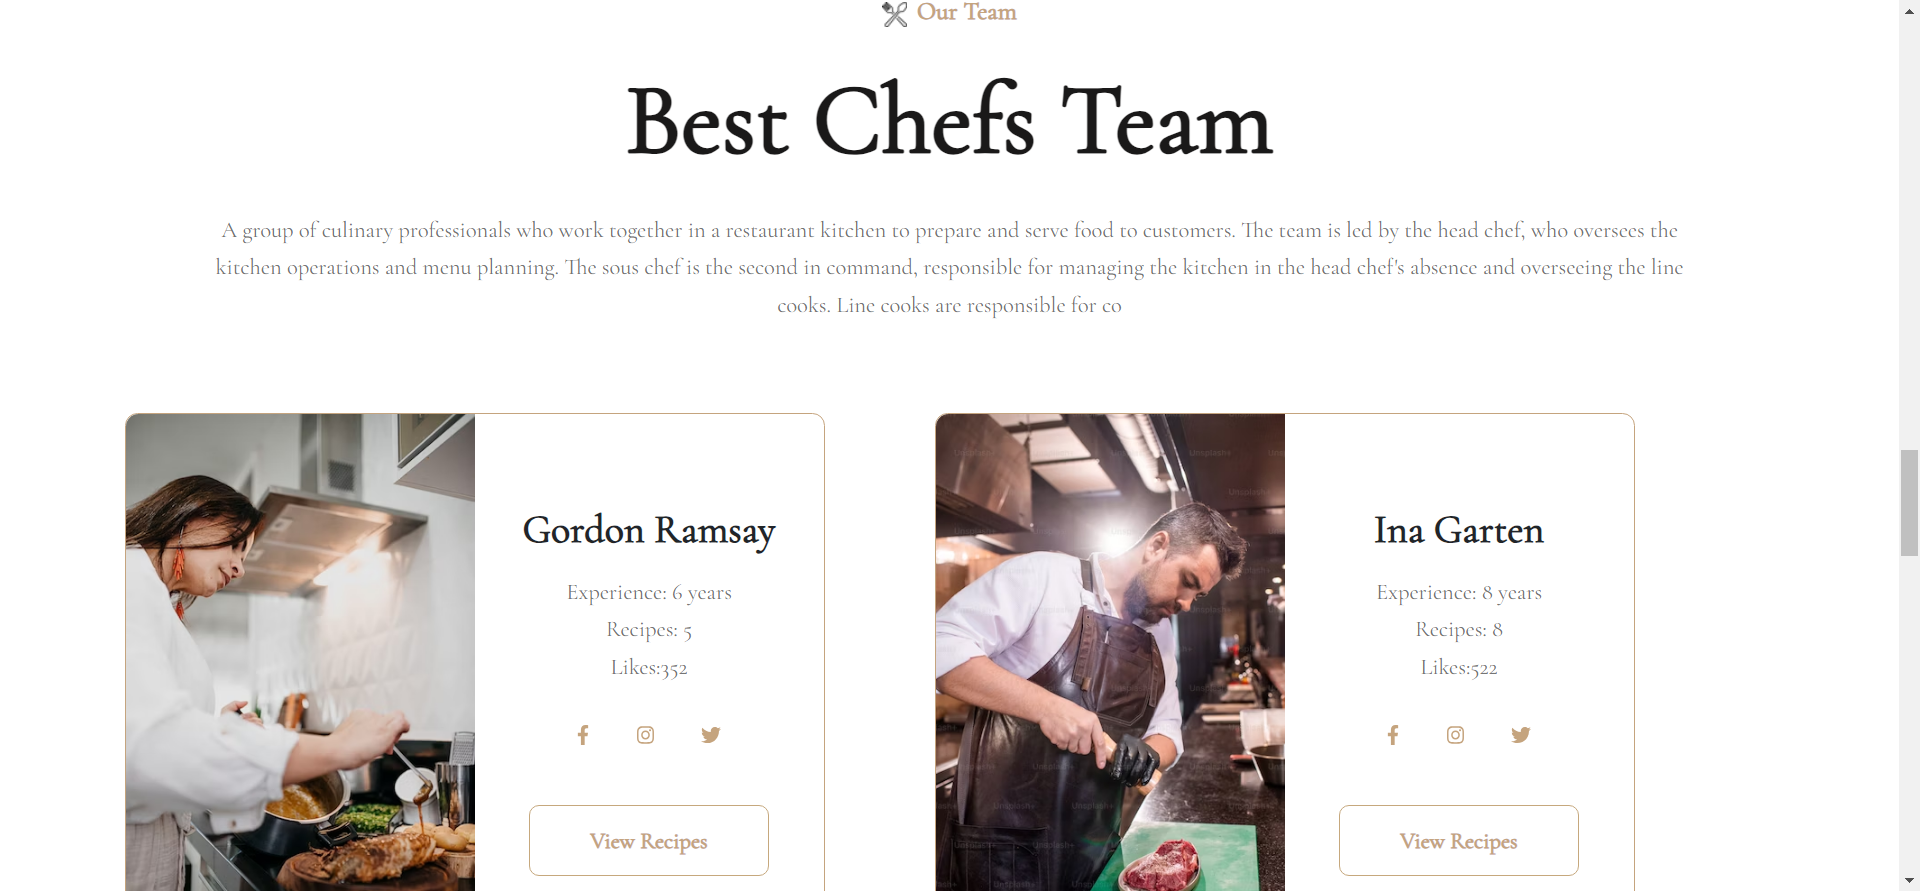 Our Team
Best Chefs Team
A group of culinary professionals who work together in a restaurant kitchen to prepare and serve food to customers. The team is led by the head chef, who oversees the
kitchen operations and menu planning. The sous chef is the second in command, responsible for managing the kitchen in the head chef's absence and overseeing the line
cooks. Line cooks are responsible for co
Gordon Ramsay
Experience: 6 years
Recipes: 5
Likes:352
View Recipes
Ina Garten
Experience: 8 years
Recipes: 8
Likes:522
View Recipes
Unsplash+